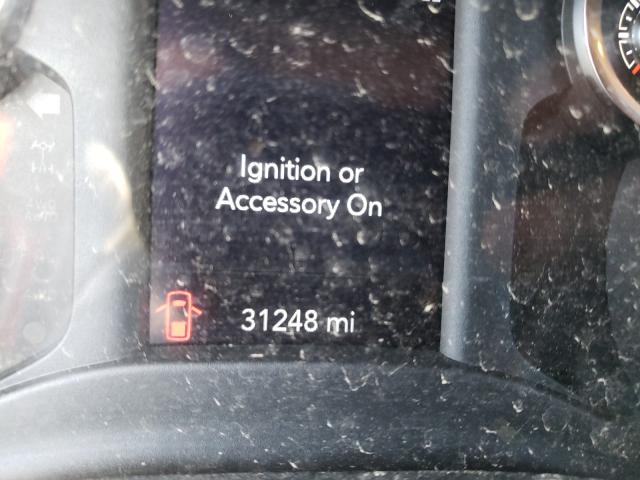 Ignition or
Accessory On
31248 mi